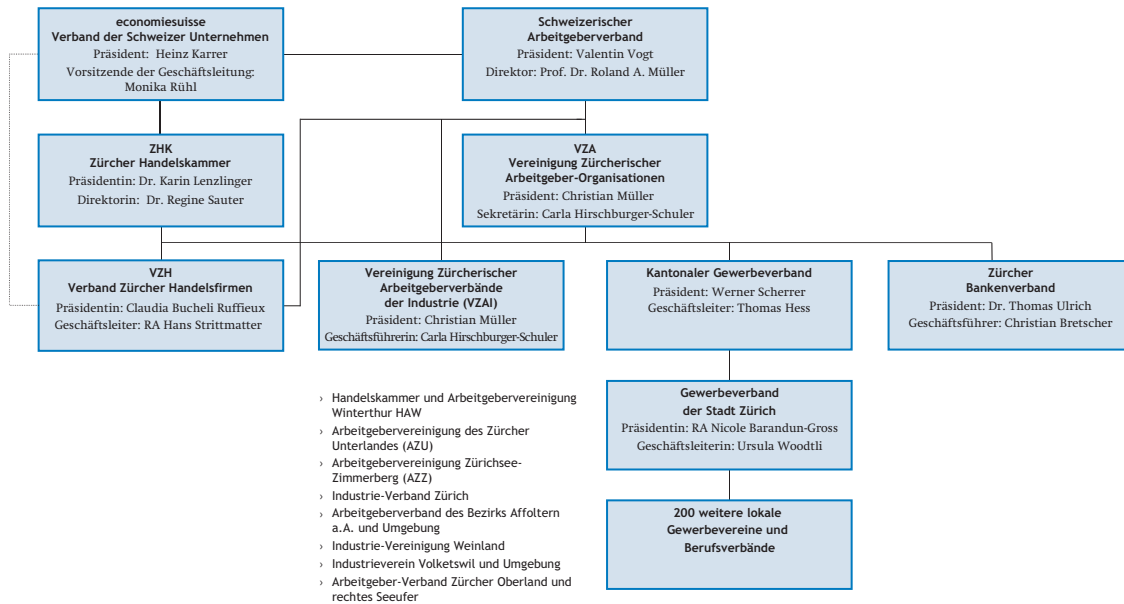 economiesuisse
Verband der Schweizer Unternehmen
Präsident: Heinz Karrer
Vorsitzende der Geschäftsleitung:
Monika Rühl
Schweizerischer
Arbeitgeberverband
Präsident: Valentin Vogt
Direktor: Prof. Dr. Roland A. Müller
ZHK
Zürcher Handelskammer
Präsidentin: Dr. Karin Lenzlinger
Direktorin: Dr. Regine Sauter
VZA
Vereinigung Zürcherischer
Arbeitgeber-Organisationen
Präsident: Christian Müller
Sekretärin: Carla Hirschburger-Schuler
VZH
Verband Zürcher Handelsfirmen
Präsidentin: Claudia Bucheli Ruffieux
Geschäftsleiter: RA Hans Strittmatter
Vereinigung Zürcherischer
Arbeitgeberverbände
der Industrie (VZAI)
Präsident: Christian Müller
Geschäftsführerin: Carla Hirschburger-Schuler
Kantonaler Gewerbeverband
Präsident: Werner Scherrer
Geschäftsleiter: Thomas Hess
Zürcher
Bankenverband
Präsident: Dr. Thomas Ulrich
Geschäftsführer: Christian Bretscher
› Handelskammer und Arbeitgebervereinigung
Winterthur HAW
› Arbeitgebervereinigung des Zürcher
Unterlandes (AZU)
› Arbeitgebervereinigung Zürichsee-
Zimmerberg (AZZ)
› Industrie-Verband Zürich
› Arbeitgeberverband des Bezirks Affoltern
a.A. und Umgebung
› Industrie-Vereinigung Weinland
› Industrieverein Volketswil und Umgebung
› Arbeitgeber-Verband Zürcher Oberland und
rechtes Seeufer
Gewerbeverband
der Stadt Zürich
Präsidentin: RA Nicole Barandun-Gross
Geschäftsleiterin: Ursula Woodtli
200 weitere lokale
Gewerbevereine und
Berufsverbände